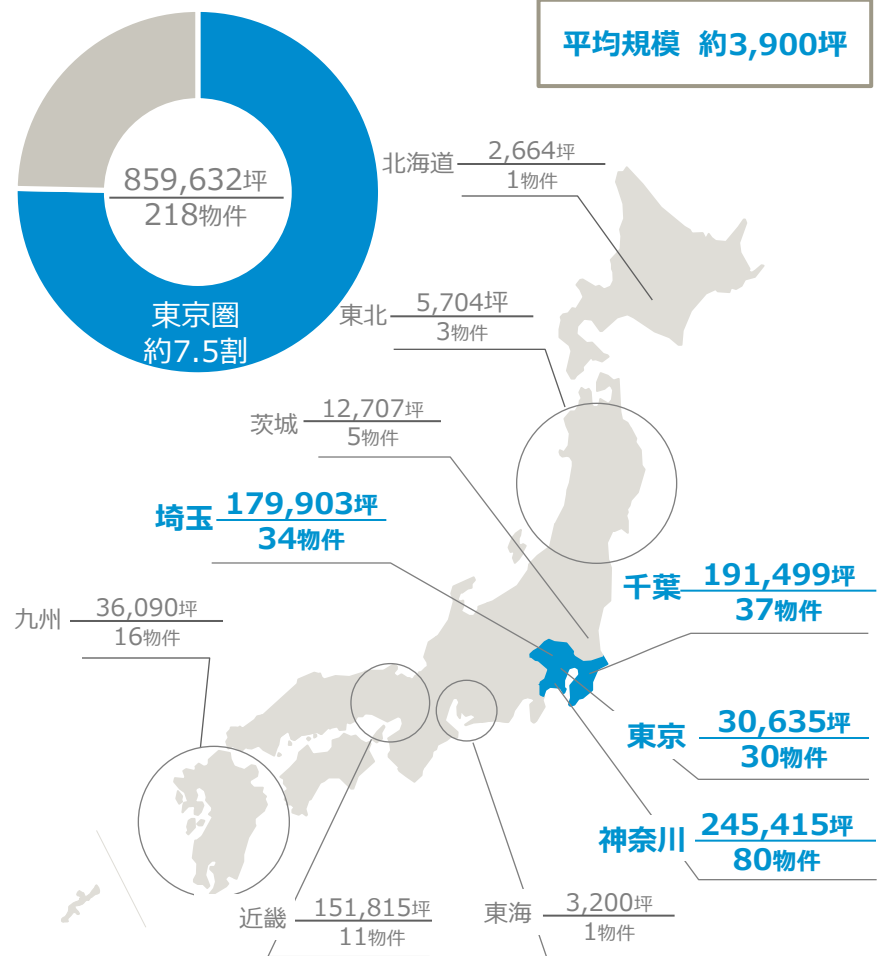 平均規模 約3,900坪
859,632坪
218物件
東京圏
約7.5割
北海道 2,664坪
1物件
東北 5,704坪
3物件
茨城 12,707坪
5物件
埼玉 179,903坪
34物件
千葉 191,499坪
37物件
九州 36,090坪
16物件
東京 30,635坪
30物件
神奈川 245,415坪
80物件
近畿 151,815坪
11物件
東海 3,200坪
1物件